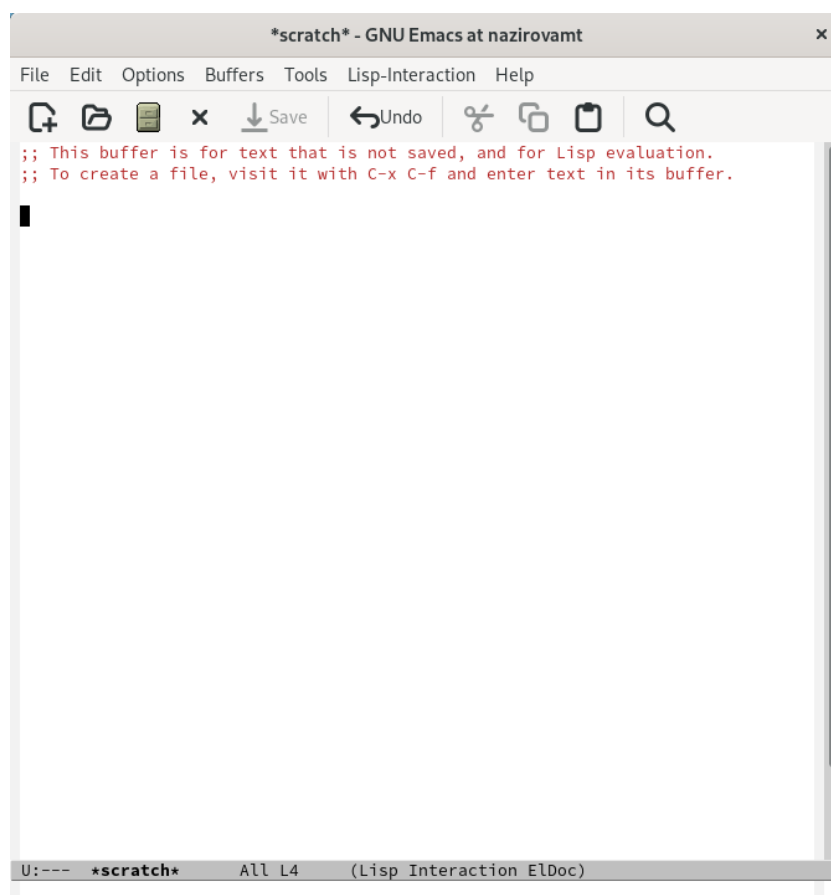 *scratch* - GNU Emacs at nazirovamt
File Edit Options Buffers Tools Lisp-Interaction Help
Save Undo
;; This buffer is for text that is not saved, and for Lisp evaluation.
;; To create a file, visit it with C-x C-f and enter text in its buffer.
U:--- *scratch* All L4 (Lisp Interaction ElDoc)